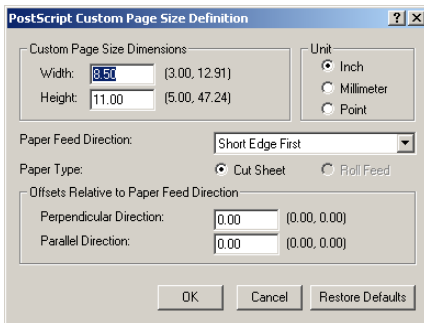 PostScript Custom Page Size Definition
Custom Page Size Dimensions
Width: 8.50 (3.00, 12.91)
Height: 11.00 (5.00, 47.24)
Unit
Inch
Millimeter
Point
Paper Feed Direction: Short Edge First
Paper Type: Cut Sheet Roll Feed
Offsets Relative to Paper Feed Direction
Perpendicular Direction: 0.00 (0.00, 0.00)
Parallel Direction: 0.00 (0.00, 0.00)
OK Cancel Restore Defaults